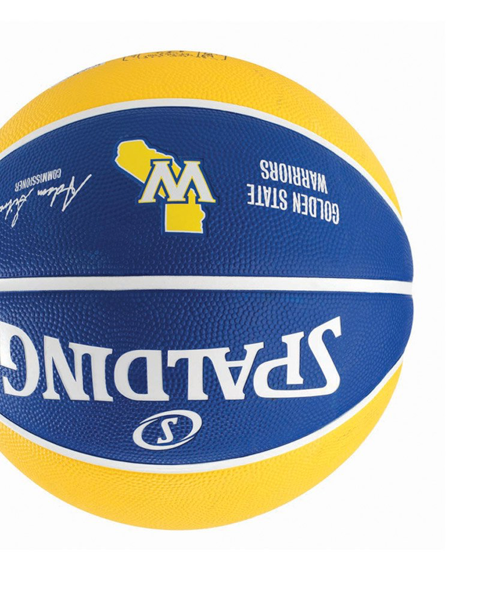 S
SPALDING
GOLDEN STATE
WARRIORS
W
COMMISSIONER